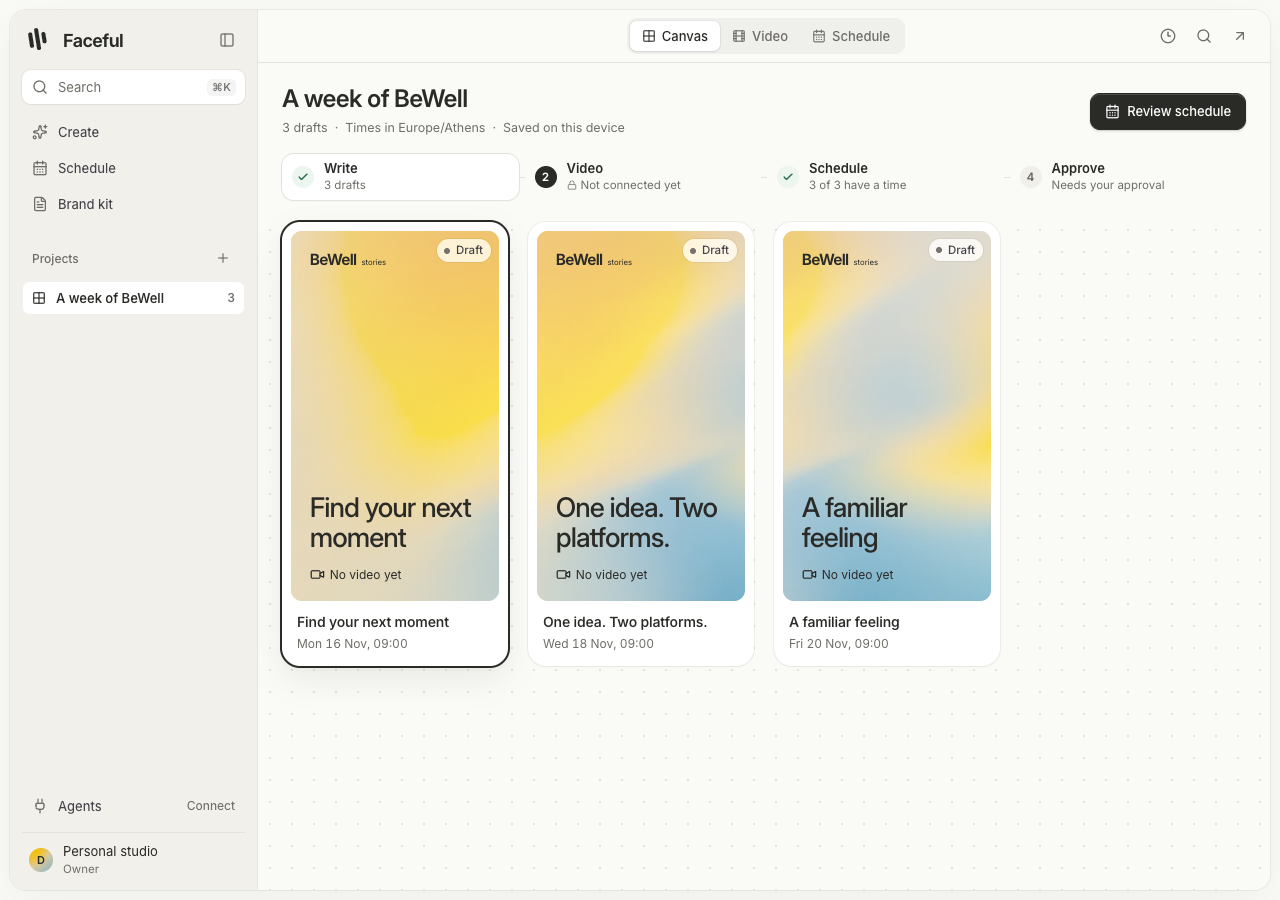 Faceful
Search ⌘K
Create
Schedule
Brand kit
Projects
A week of BeWell 3
Agents Connect
D
Personal studio
Owner
Canvas Video Schedule
A week of BeWell
3 drafts · Times in Europe/Athens · Saved on this device
Review schedule
Write
3 drafts
2
Video
Not connected yet
Schedule
3 of 3 have a time
4
Approve
Needs your approval
Draft
BeWell stories
Find your next
moment
No video yet
Find your next moment
Mon 16 Nov, 09:00
Draft
BeWell stories
One idea. Two
platforms.
No video yet
One idea. Two platforms.
Wed 18 Nov, 09:00
Draft
BeWell stories
A familiar
feeling
No video yet
A familiar feeling
Fri 20 Nov, 09:00